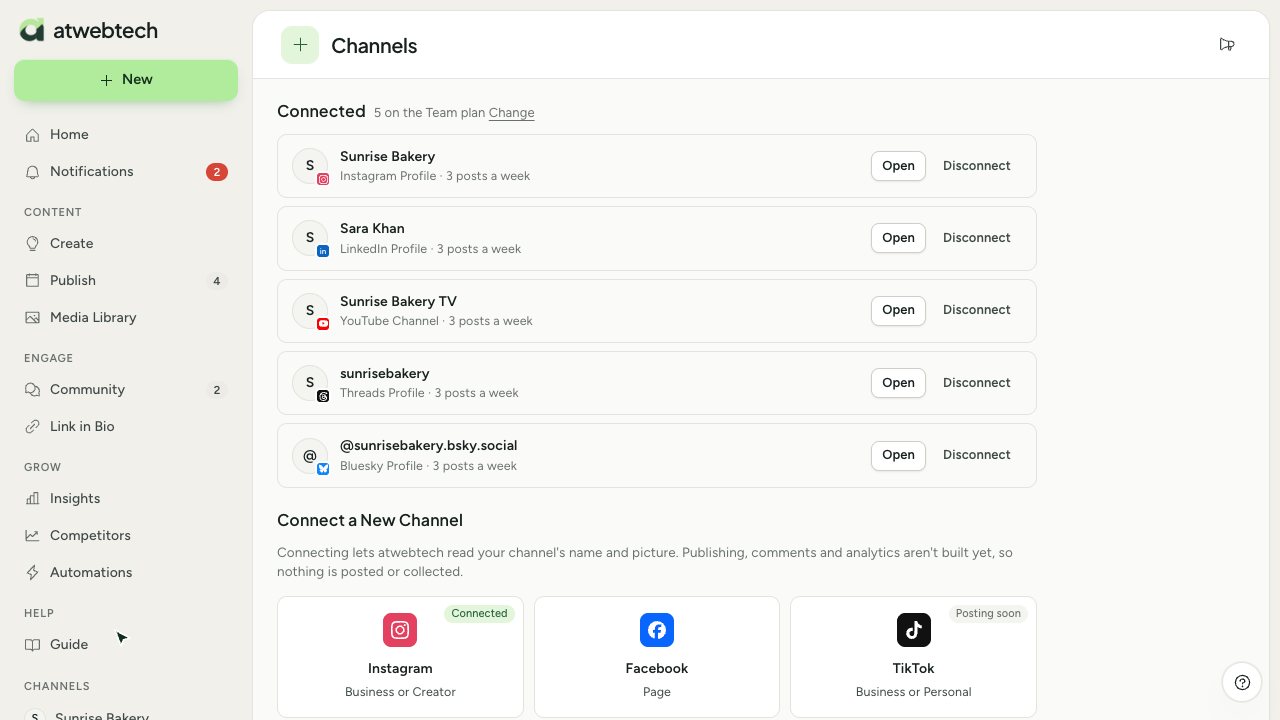 atwebtech
New
Home
Notifications 2
CONTENT
Create
Publish 4
Media Library
ENGAGE
Community 2
Link in Bio
GROW
Insights
Competitors
Automations
HELP
Guide
CHANNELS
S Sunrise Bakery
Channels
Connected 5 on the Team plan Change
S
Sunrise Bakery
Instagram Profile · 3 posts a week
Open Disconnect
S
Sara Khan
LinkedIn Profile · 3 posts a week
Open Disconnect
S
Sunrise Bakery TV
YouTube Channel · 3 posts a week
Open Disconnect
S
sunrisebakery
Threads Profile · 3 posts a week
Open Disconnect
@
@sunrisebakery.bsky.social
Bluesky Profile · 3 posts a week
Open Disconnect
Connect a New Channel
Connecting lets atwebtech read your channel's name and picture. Publishing, comments and analytics aren't built yet, so
nothing is posted or collected.
Connected
Instagram
Business or Creator
Facebook
Page
Posting soon
TikTok
Business or Personal